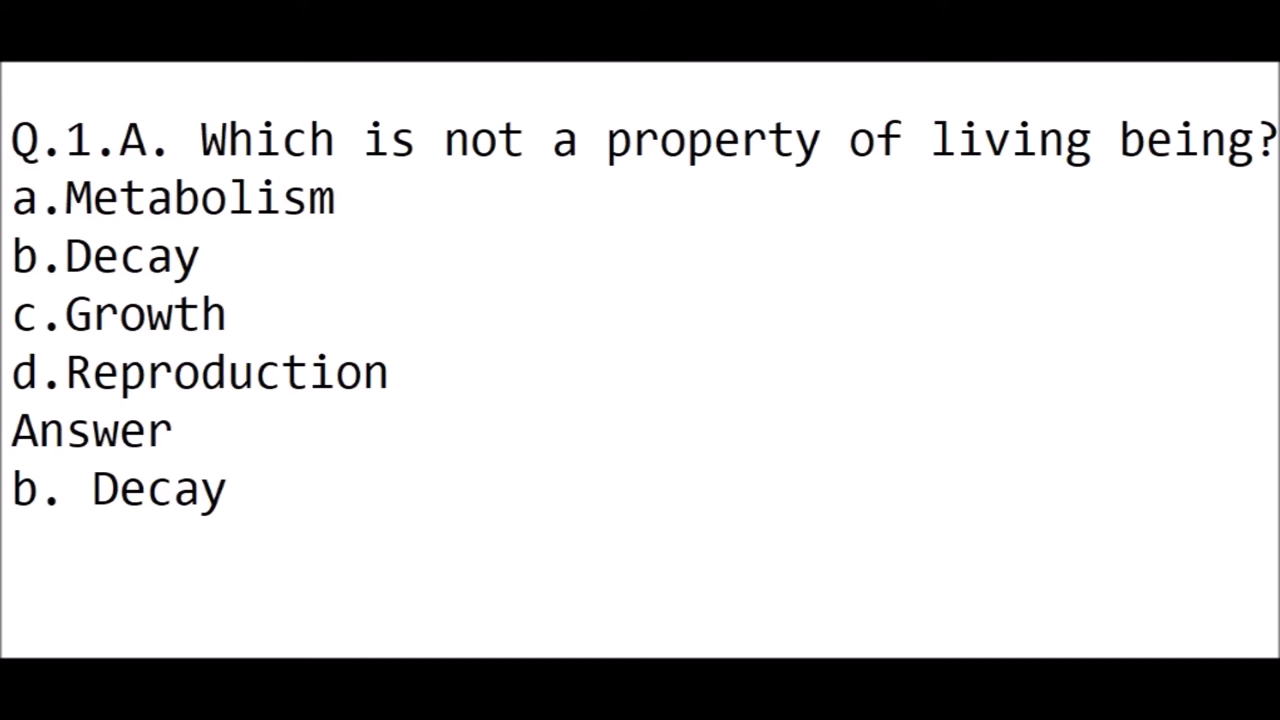 Q.1.A. Which is not a property of living being?
a.Metabolism
b.Decay
c.Growth
d.Reproduction
Answer
b. Decay